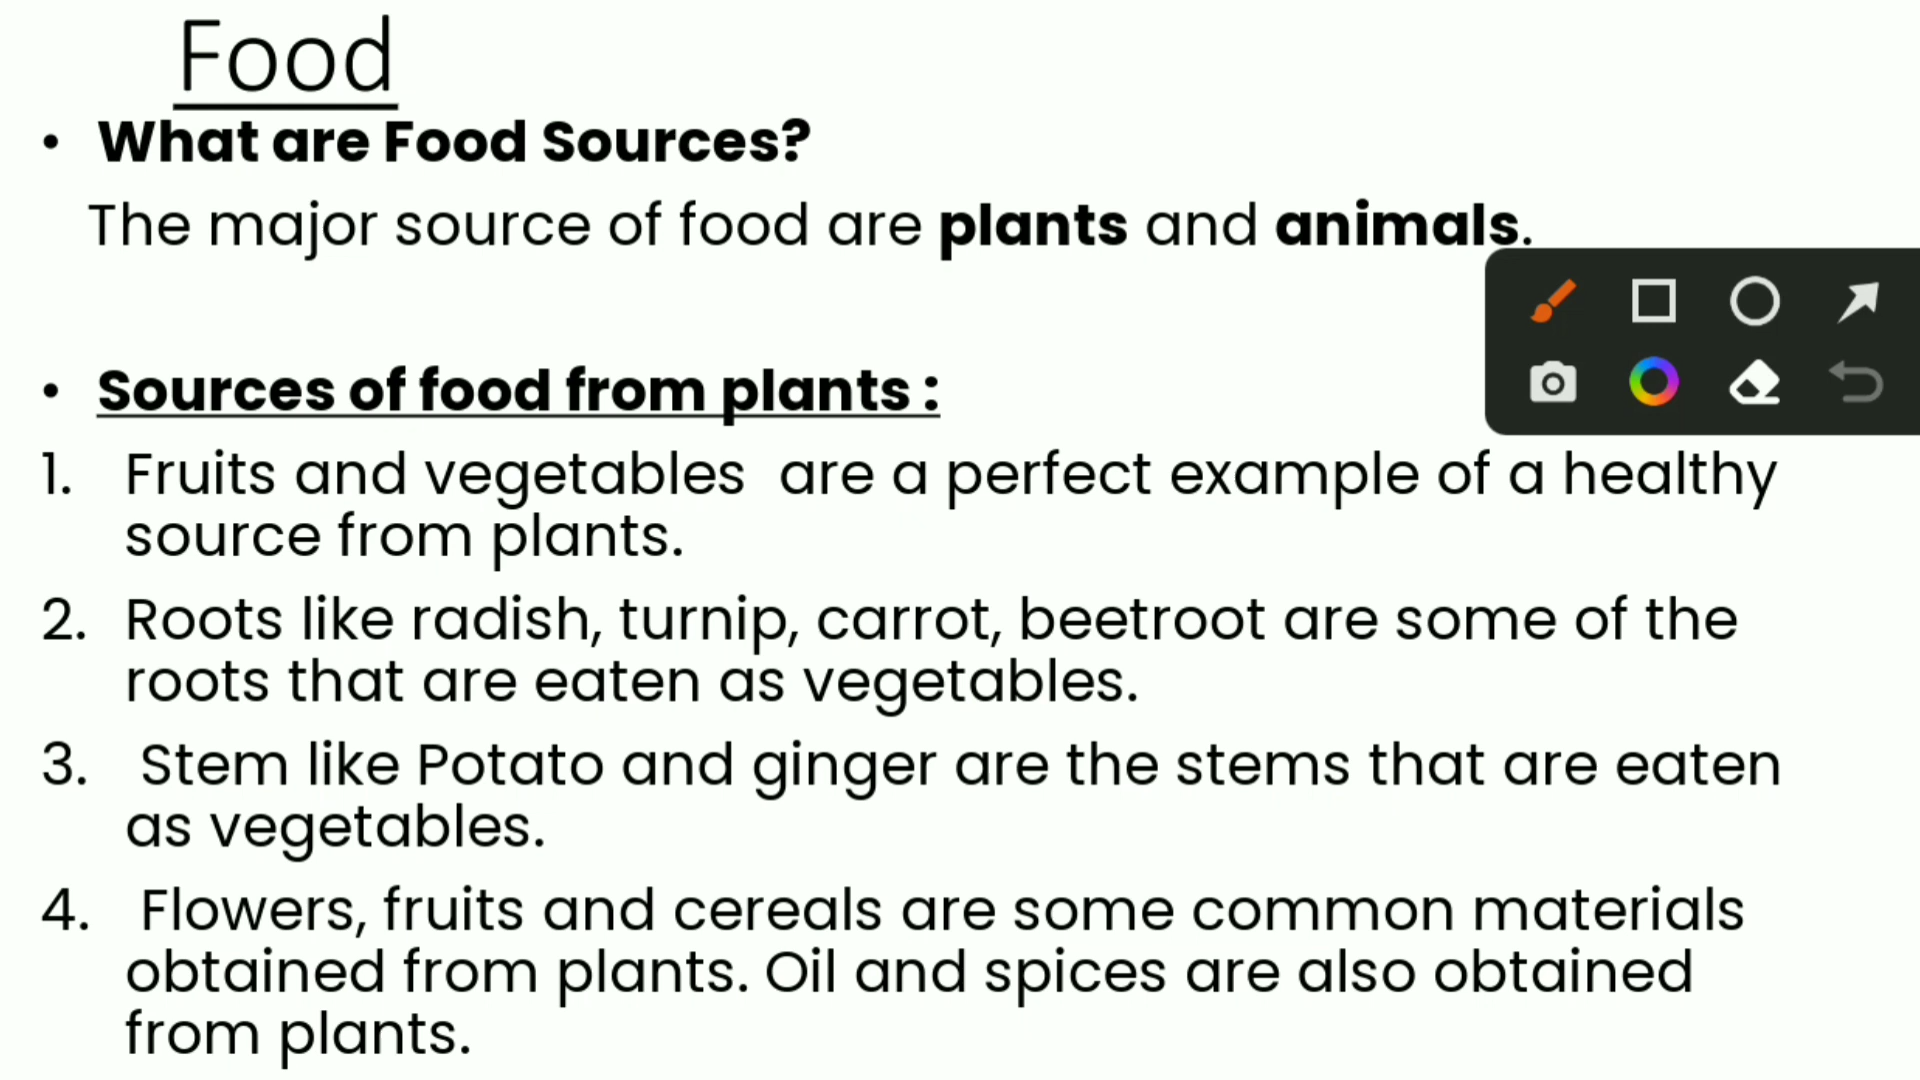 Food
• What are Food Sources?
The major source of food are plants and animals.
• Sources of food from plants :
1. Fruits and vegetables are a perfect example of a healthy
source from plants.
2. Roots like radish, turnip, carrot, beetroot are some of the
roots that are eaten as vegetables.
3. Stem like Potato and ginger are the stems that are eaten
as vegetables.
4. Flowers, fruits and cereals are some common materials
obtained from plants. Oil and spices are also obtained
from plants.